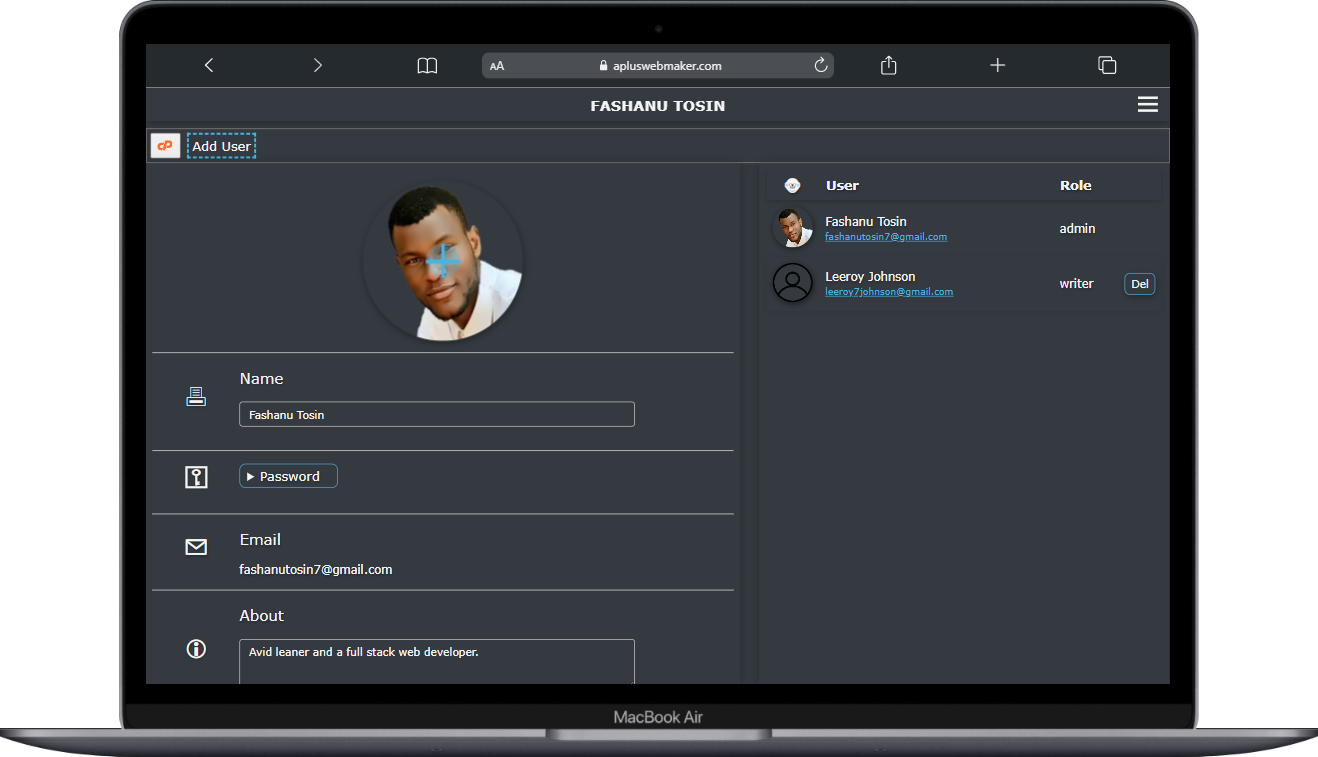 AA apluswebmaker.com
FASHANU TOSIN
cP Add User
User Role
Fashanu Tosin
fashanutosin7@gmail.com
admin
Leeroy Johnson
leeroy7johnson@gmail.com
writer Del
Name
Fashanu Tosin
Password
Email
fashanutosin7@gmail.com
About
Avid leaner and a full stack web developer.
MacBook Air